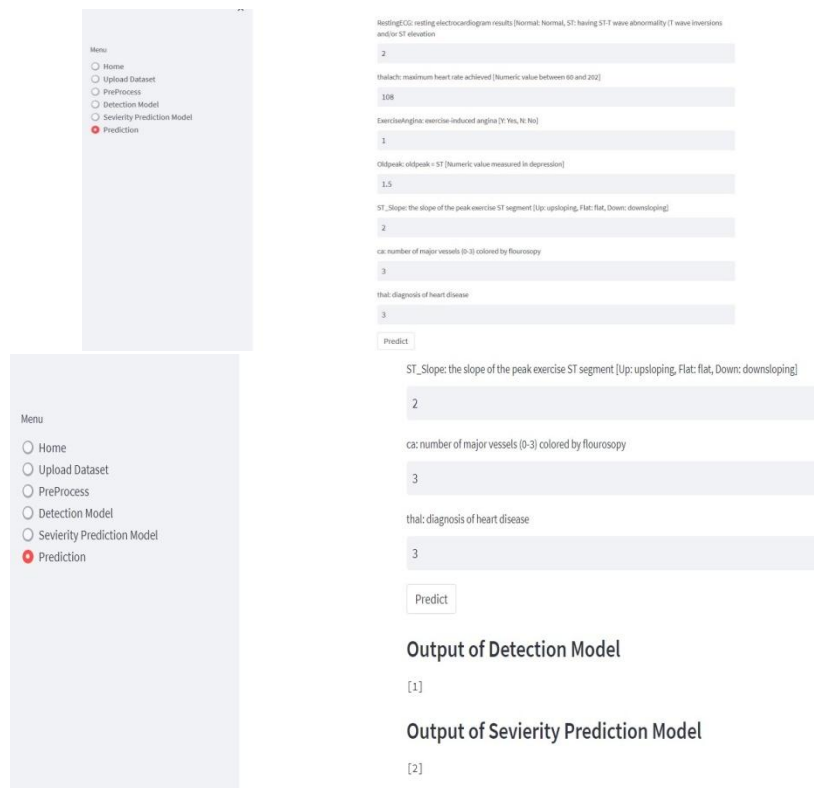 Menu
Home
Upload Dataset
PreProcess
Detection Model
Sevierity Prediction Model
Prediction
RestingECG: resting electrocardiogram results [Normal: Normal, ST: having ST-T wave abnormality (T wave inversions
and/or ST elevation
2
thalach: maximum heart rate achieved [Numeric value between 60 and 202]
108
ExerciseAngina: exercise-induced angina [Y: Yes, N: No]
1
Oldpeak: oldpeak = ST [Numeric value measured in depression]
1.5
ST_Slope: the slope of the peak exercise ST segment [Up: upsloping, Flat: flat, Down: downsloping]
2
ca: number of major vessels (0-3) colored by flourosopy
3
thal: diagnosis of heart disease
3
Predict
Menu
Home
Upload Dataset
PreProcess
Detection Model
Sevierity Prediction Model
Prediction
ST_Slope: the slope of the peak exercise ST segment [Up: upsloping, Flat: flat, Down: downsloping]
2
ca: number of major vessels (0-3) colored by flourosopy
3
thal: diagnosis of heart disease
3
Predict
Output of Detection Model
[1]
Output of Sevierity Prediction Model
[2]